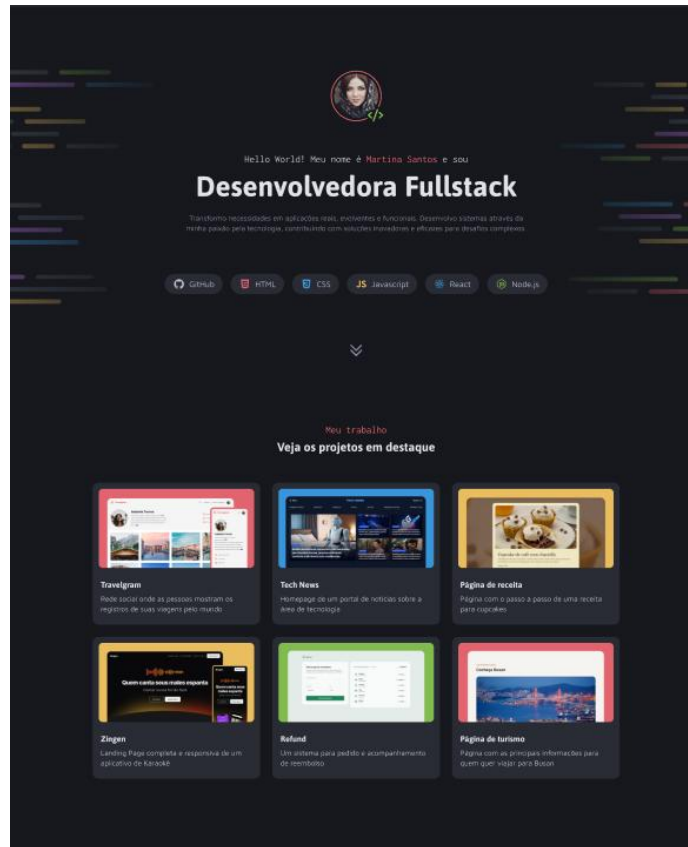 </>
Hello World! Meu nome é Martina Santos e sou
Desenvolvedora Fullstack
Transformo necessidades em aplicações reais, evolventes e funcionais. Desenvolvo sistemas através da
minha paixão pela tecnologia, contribuindo com soluções inovadoras e eficazes para desafios complexos.
GitHub
HTML
CSS
JS Javascript
React
Node.js
Meu trabalho
Veja os projetos em destaque
Travelgram
Rede social onde as pessoas mostram os
registros de suas viagens pelo mundo
Tech News
Homepage de um portal de notícias sobre a
área de tecnologia
Página de receita
Página com o passo a passo de uma receita
para cupcakes
Quem canta seus males espanta
Zingen
Landing Page completa e responsiva de um
aplicativo de Karaokê
Refund
Um sistema para pedido e acompanhamento
de reembolso
Conheça Busan
Página de turismo
Página com as principais informações para
quem quer viajar para Busan